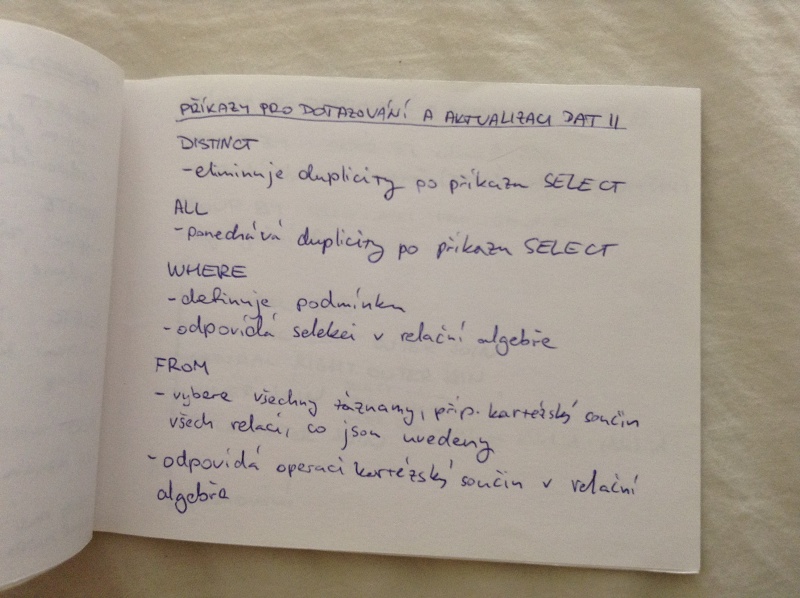 PŘÍKAZY PRO DOTAZOVÁNÍ A AKTUALIZACI DAT II
DISTINCT
- eliminuje duplicity po příkazu SELECT
ALL
- ponechává duplicity po příkazu SELECT
WHERE
- definuje podmínku
- odpovídá selekci v relační algebře
FROM
- vybere všechny záznamy, příp. kartézský součin
všech relací, co jsou uvedeny
- odpovídá operaci kartézský součin v relační
algebře